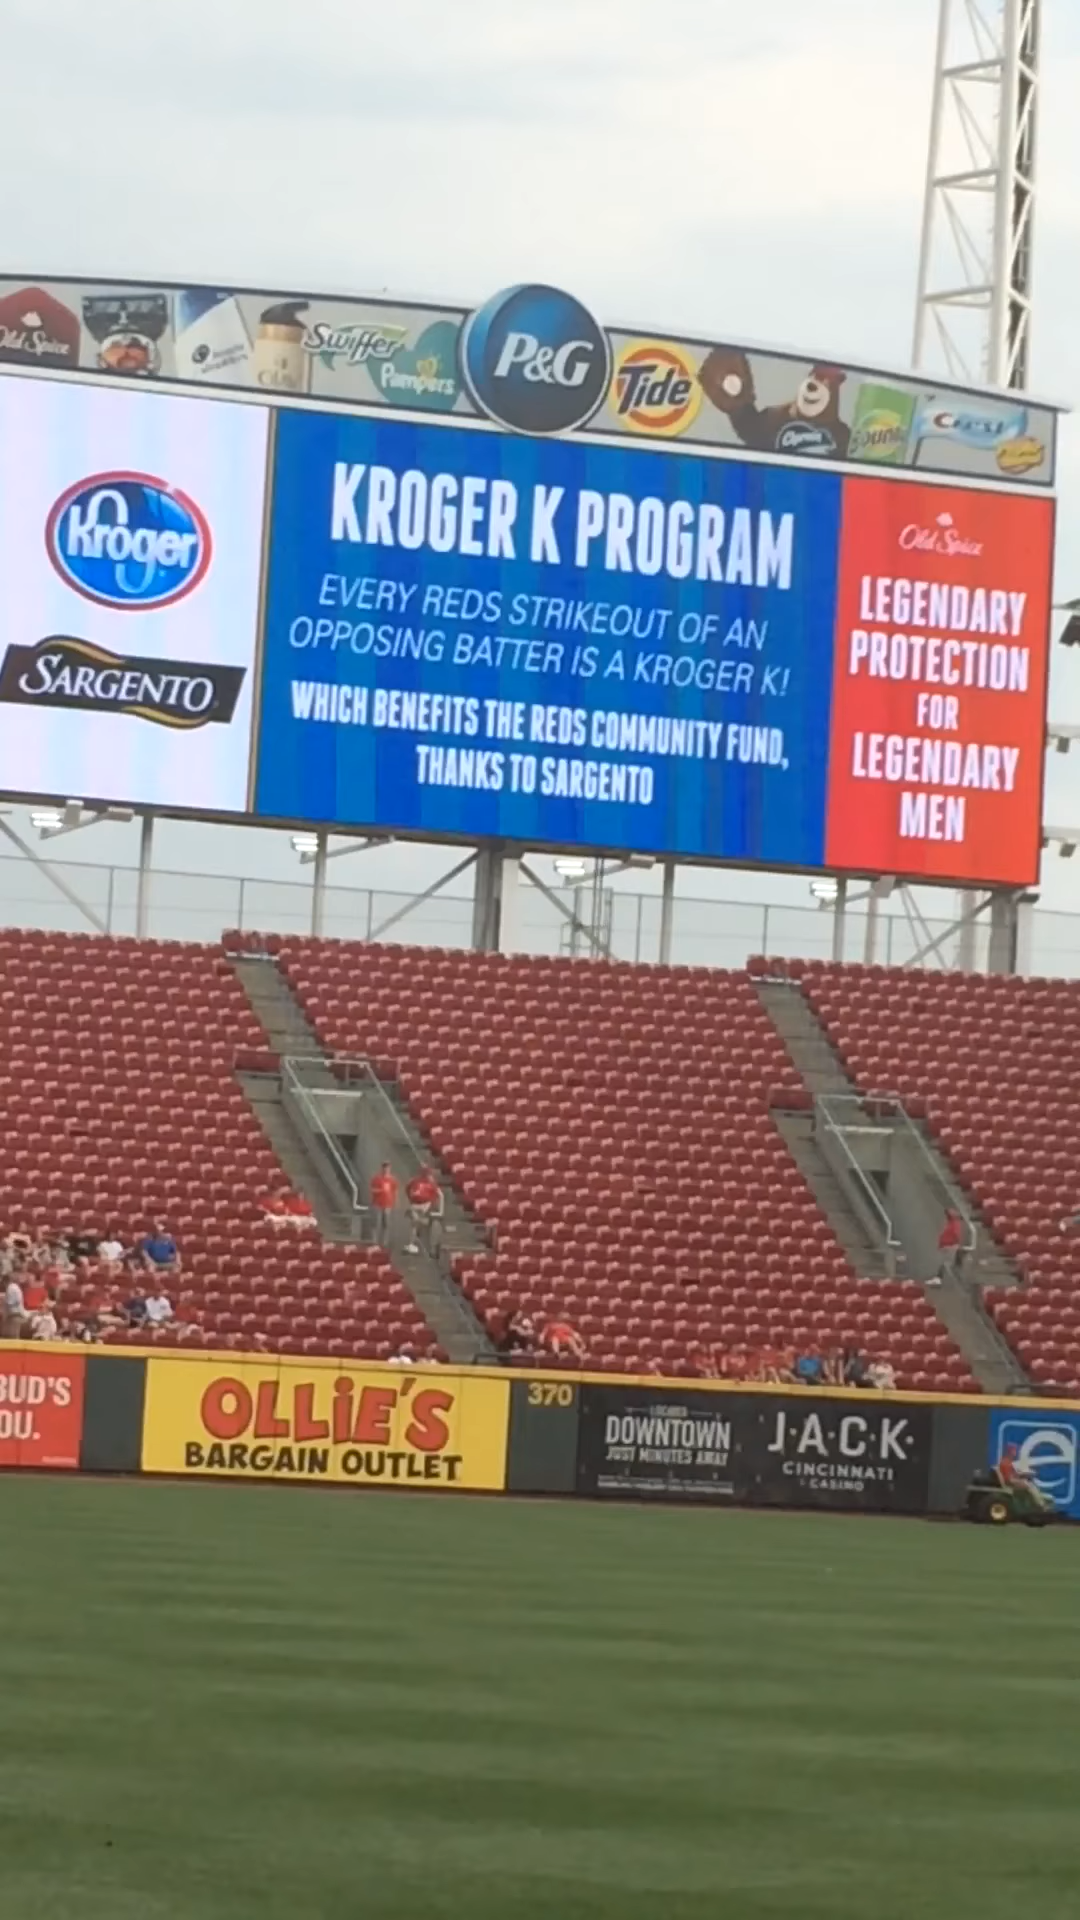 Old Spice
Swiffer
Pampers
P&G
Tide
Bounty
Crest
Kroger
SARGENTO
KROGER K PROGRAM
EVERY REDS STRIKEOUT OF AN
OPPOSING BATTER IS A KROGER K!
WHICH BENEFITS THE REDS COMMUNITY FUND,
THANKS TO SARGENTO
Old Spice
LEGENDARY
PROTECTION
FOR
LEGENDARY
MEN
BUD'S
OU.
OLLiE'S
BARGAIN OUTLET
370
LOCATED
DOWNTOWN
JUST MINUTES AWAY
J·A·C·K
CINCINNATI
CASINO
e